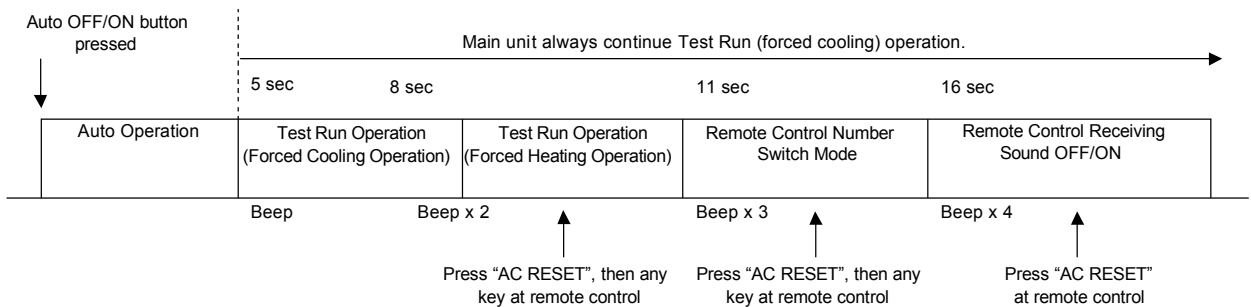 Auto OFF/ON button
pressed
Main unit always continue Test Run (forced cooling) operation.
5 sec
8 sec
11 sec
16 sec
Auto Operation
Test Run Operation
(Forced Cooling Operation)
Test Run Operation
(Forced Heating Operation)
Remote Control Number
Switch Mode
Remote Control Receiving
Sound OFF/ON
Beep
Beep x 2
Beep x 3
Beep x 4
Press “AC RESET”, then any
key at remote control
Press “AC RESET”, then any
key at remote control
Press “AC RESET”
at remote control